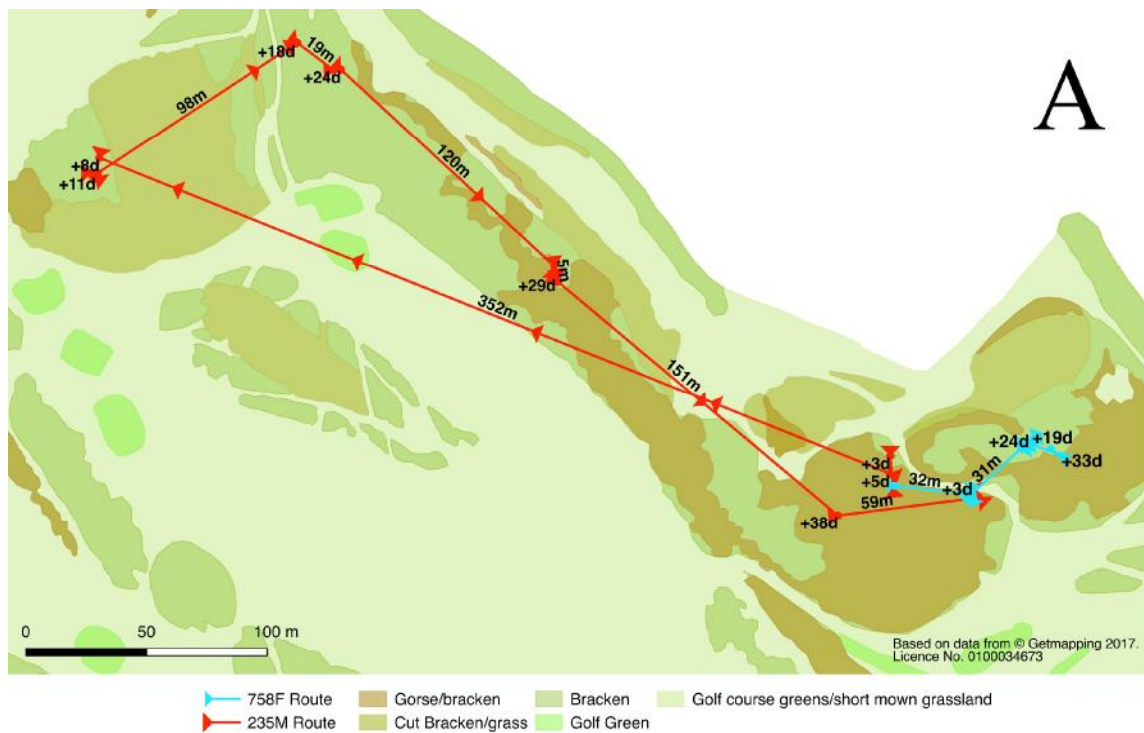 A
+18d
19m
+24d
98m
120m
+8d
+11d
5m
+29d
352m
151m
+3d
+5d
32m
+3d
31m
+24d
+19d
+33d
59m
+38d
0 50 100 m
Based on data from © Getmapping 2017.
Licence No. 0100034673
758F Route Gorse/bracken Bracken Golf course greens/short mown grassland
235M Route Cut Bracken/grass Golf Green